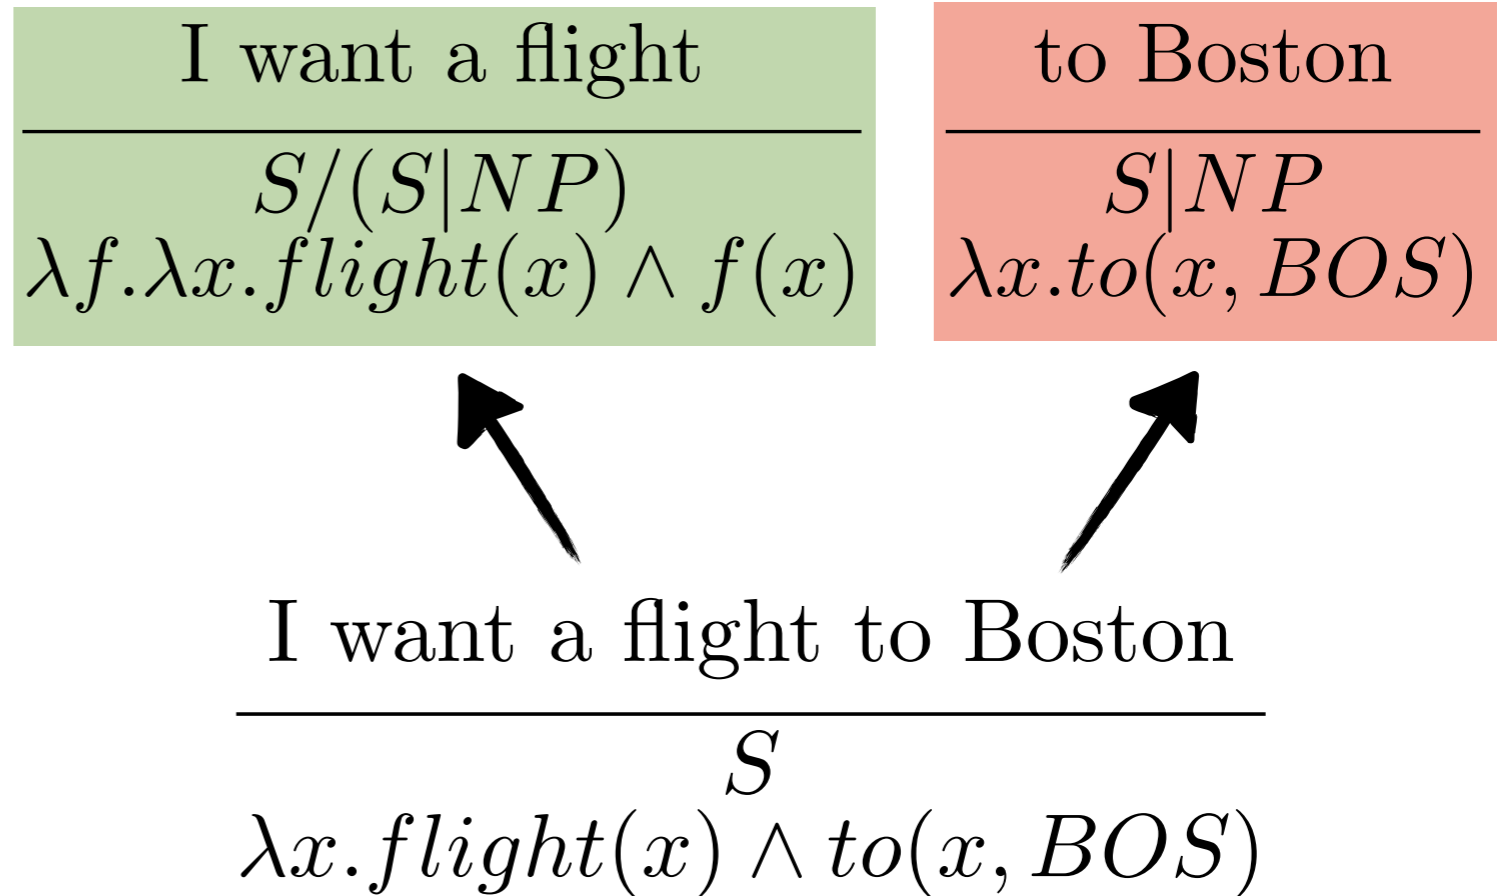 I want a flight
S/(S|NP)
λf.λx.flight(x) ∧ f(x)
to Boston
S|NP
λx.to(x, BOS)
I want a flight to Boston
S
λx.flight(x) ∧ to(x, BOS)